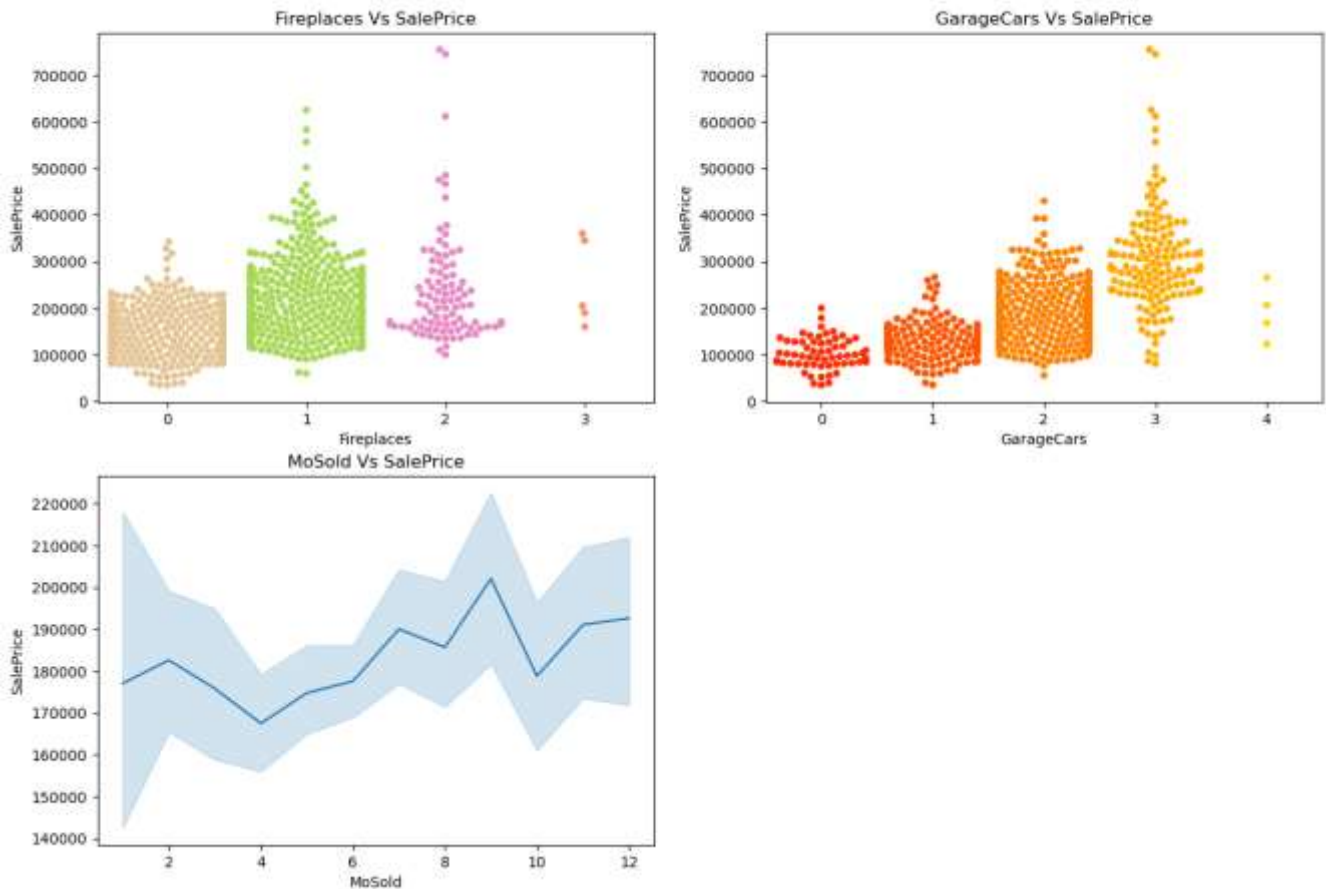 Fireplaces Vs SalePrice
700000
600000
500000
400000
300000
200000
100000
0
SalePrice
0 1 2 3
Fireplaces
GarageCars Vs SalePrice
700000
600000
500000
400000
300000
200000
100000
0
SalePrice
0 1 2 3 4
GarageCars
MoSold Vs SalePrice
220000
210000
200000
190000
180000
170000
160000
150000
140000
SalePrice
2 4 6 8 10 12
MoSold